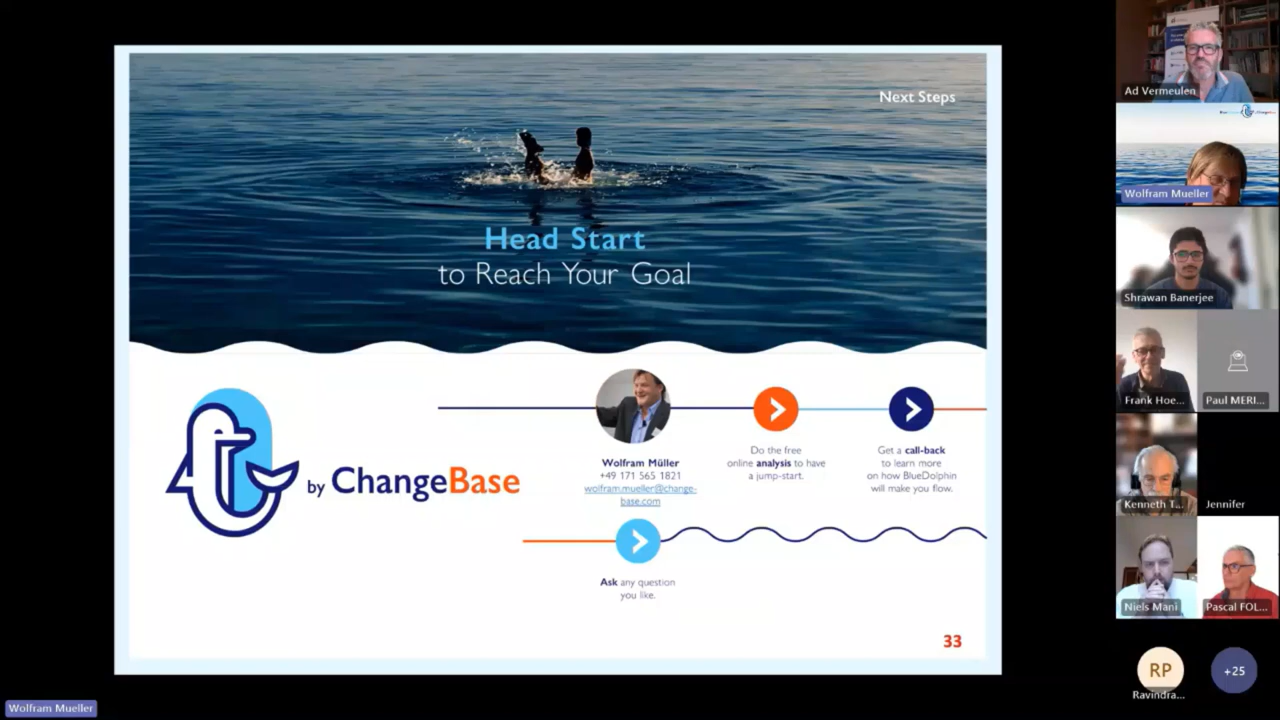 Next Steps
Head Start
to Reach Your Goal
by ChangeBase
Wolfram Müller
+49 171 565 1821
wolfram.mueller@change-
base.com
Do the free
online analysis to have
a jump-start.
Get a call-back
to learn more
on how BlueDolphin
will make you flow.
Ask any question
you like.
33
Ad Vermeulen
Wolfram Mueller
Shrawan Banerjee
Frank Hoe...
Paul MERI...
Kenneth T...
Jennifer
Niels Mani
Pascal FOL...
RP
Ravindra...
+25
Wolfram Mueller